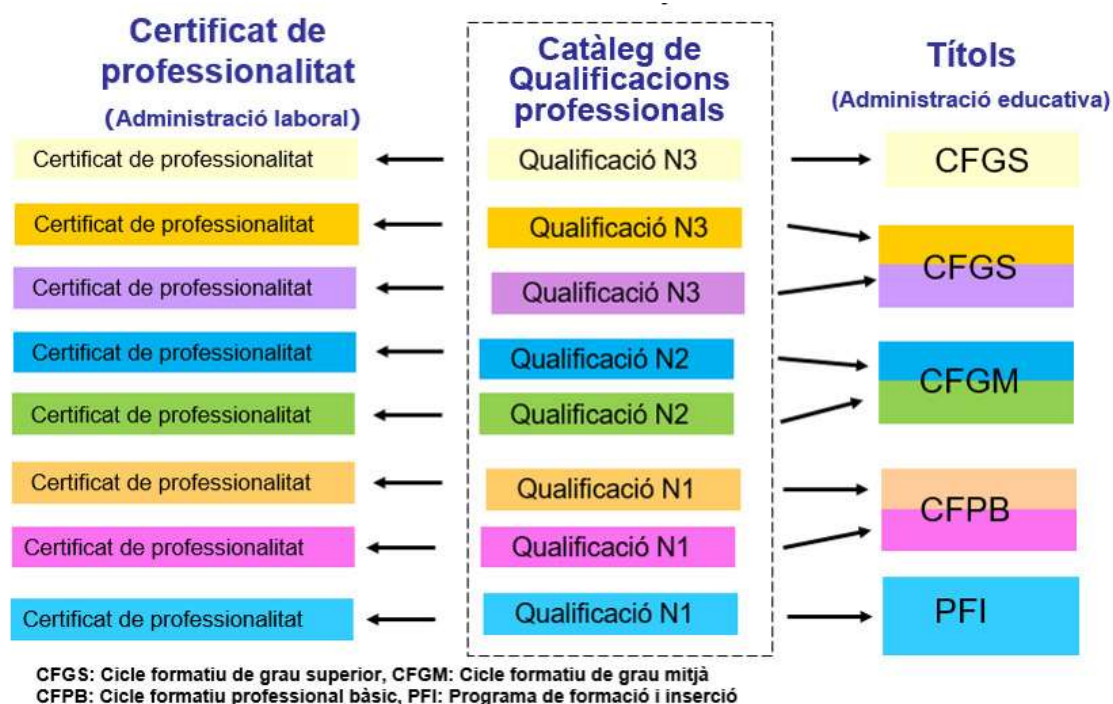 Certificat de
professionalitat
(Administració laboral)
Catàleg de
Qualificacions
professionals
Títols
(Administració educativa)
Certificat de professionalitat
Qualificació N3
CFGS
Certificat de professionalitat
Qualificació N3
Certificat de professionalitat
Qualificació N3
CFGS
Certificat de professionalitat
Qualificació N2
Certificat de professionalitat
Qualificació N2
CFGM
Certificat de professionalitat
Qualificació N1
Certificat de professionalitat
Qualificació N1
CFPB
Certificat de professionalitat
Qualificació N1
PFI
CFGS: Cicle formatiu de grau superior, CFGM: Cicle formatiu de grau mitjà
CFPB: Cicle formatiu professional bàsic, PFI: Programa de formació i inserció